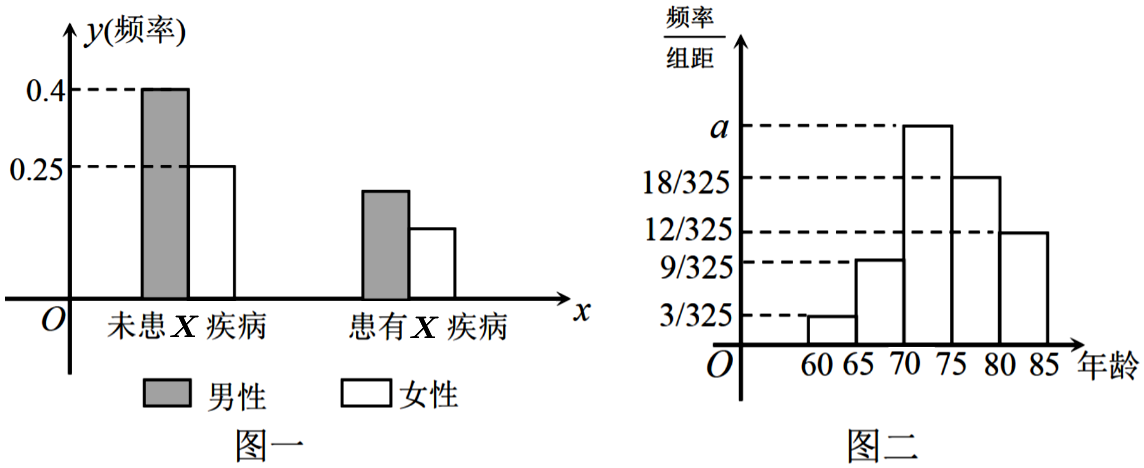 y(频率)
0.4
0.25
O
x
未患 X 疾病
患有 X 疾病
男性
女性
图一
频率
组距
a
18/325
12/325
9/325
3/325
O
60 65 70 75 80 85 年龄
图二